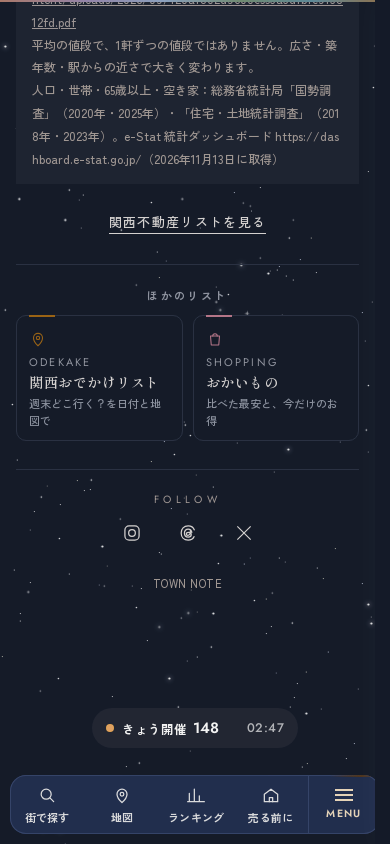 12fd.pdf
平均の値段で、1軒ずつの値段ではありません。広さ・築
年数・駅からの近さで大きく変わります。
人口・世帯・65歳以上・空き家：総務省統計局「国勢調
査」（2020年・2025年）・「住宅・土地統計調査」（201
8年・2023年）。e-Stat 統計ダッシュボード https://das
hboard.e-stat.go.jp/（2026年11月13日に取得）
関西不動産リストを見る
ほかのリスト
ODEKAKE
関西おでかけリスト
週末どこ行く？を日付と地
図で
SHOPPING
おかいもの
比べた最安と、今だけのお
得
FOLLOW
TOWN NOTE
きょう開催 148 02:47
街で探す
地図
ランキング
売る前に
MENU